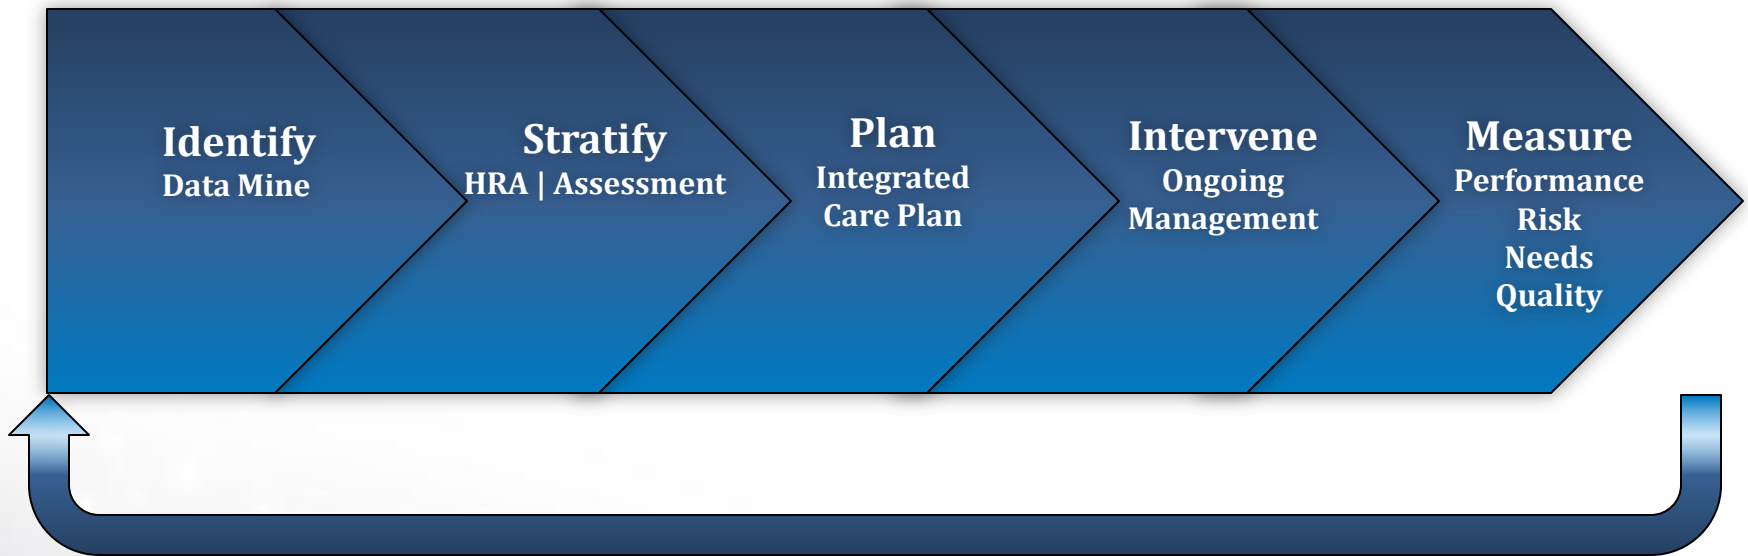 Identify
Data Mine
Stratify
HRA | Assessment
Plan
Integrated
Care Plan
Intervene
Ongoing
Management
Measure
Performance
Risk
Needs
Quality